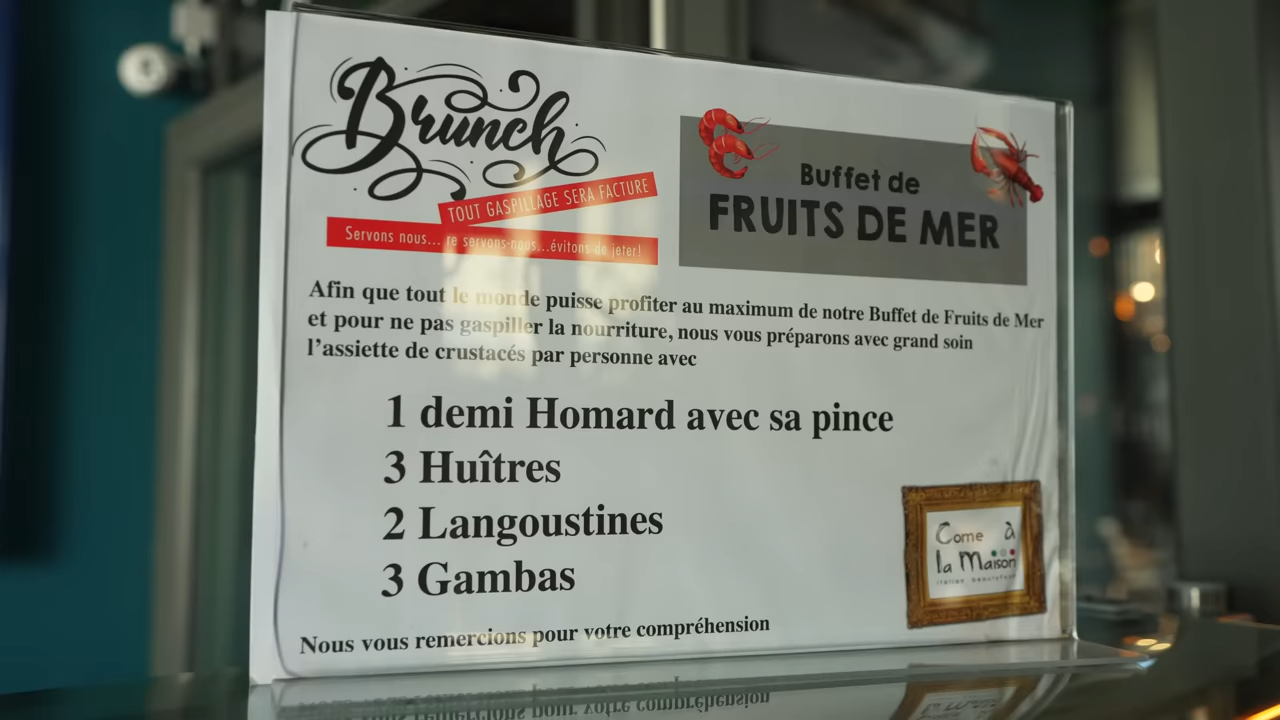 Brunch
TOUT GASPILLAGE SERA FACTURE
Servons nous... re servons-nous...évitons de jeter!
Buffet de
FRUITS DE MER
Afin que tout le monde puisse profiter au maximum de notre Buffet de Fruits de Mer
et pour ne pas gaspiller la nourriture, nous vous préparons avec grand soin
l'assiette de crustacés par personne avec
1 demi Homard avec sa pince
3 Huîtres
2 Langoustines
3 Gambas
Come à
la Maison
Nous vous remercions pour votre compréhension